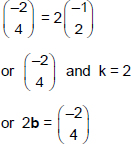 (-2 4) = 2(-1 2)
or (-2 4) and k = 2
or 2b = (-2 4)